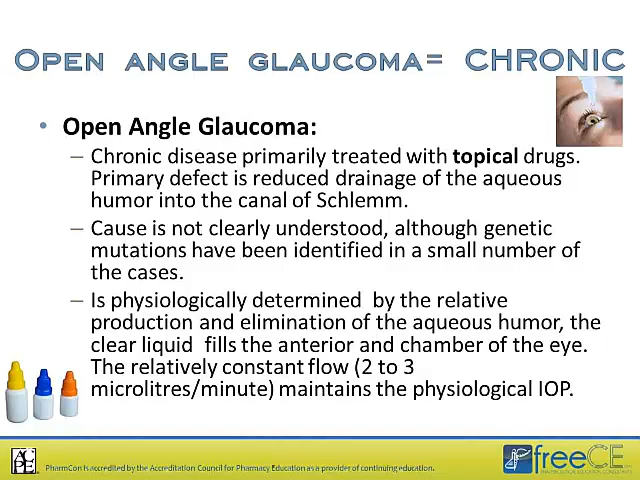 OPEN ANGLE GLAUCOMA= CHRONIC
• Open Angle Glaucoma:
– Chronic disease primarily treated with topical drugs.
Primary defect is reduced drainage of the aqueous
humor into the canal of Schlemm.
– Cause is not clearly understood, although genetic
mutations have been identified in a small number of
the cases.
– Is physiologically determined by the relative
production and elimination of the aqueous humor, the
clear liquid fills the anterior and chamber of the eye.
The relatively constant flow (2 to 3
microlitres/minute) maintains the physiological IOP.
PharmCon is accredited by the Accreditation Council for Pharmacy Education as a provider of continuing education.
freeCE